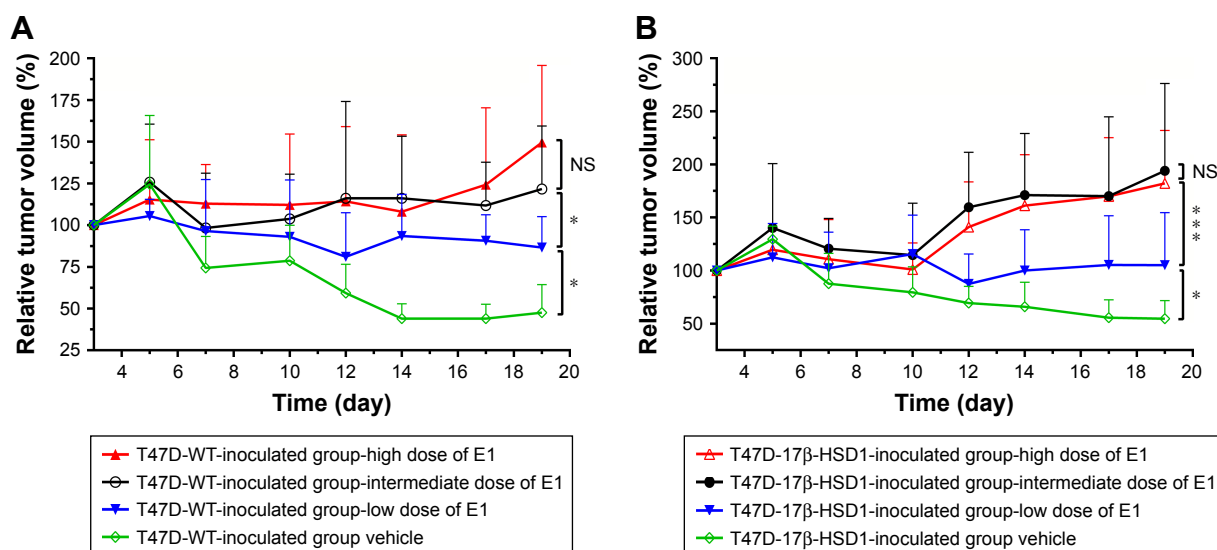 A
Relative tumor volume (%)
200
175
150
125
100
75
50
25
4 6 8 10 12 14 16 18 20
Time (day)
NS
*
*
T47D-WT-inoculated group-high dose of E1
T47D-WT-inoculated group-intermediate dose of E1
T47D-WT-inoculated group-low dose of E1
T47D-WT-inoculated group vehicle
B
Relative tumor volume (%)
300
250
200
150
100
50
4 6 8 10 12 14 16 18 20
Time (day)
NS
***
*
T47D-17β-HSD1-inoculated group-high dose of E1
T47D-17β-HSD1-inoculated group-intermediate dose of E1
T47D-17β-HSD1-inoculated group-low dose of E1
T47D-17β-HSD1-inoculated group vehicle